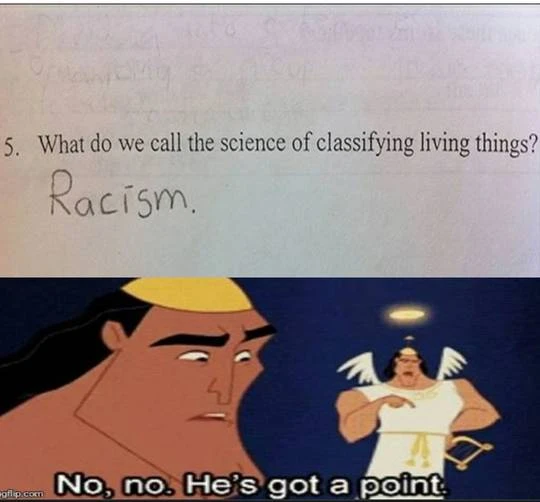 5. What do we call the science of classifying living things?
Racism.
No, no. He's got a point.
imgflip.com